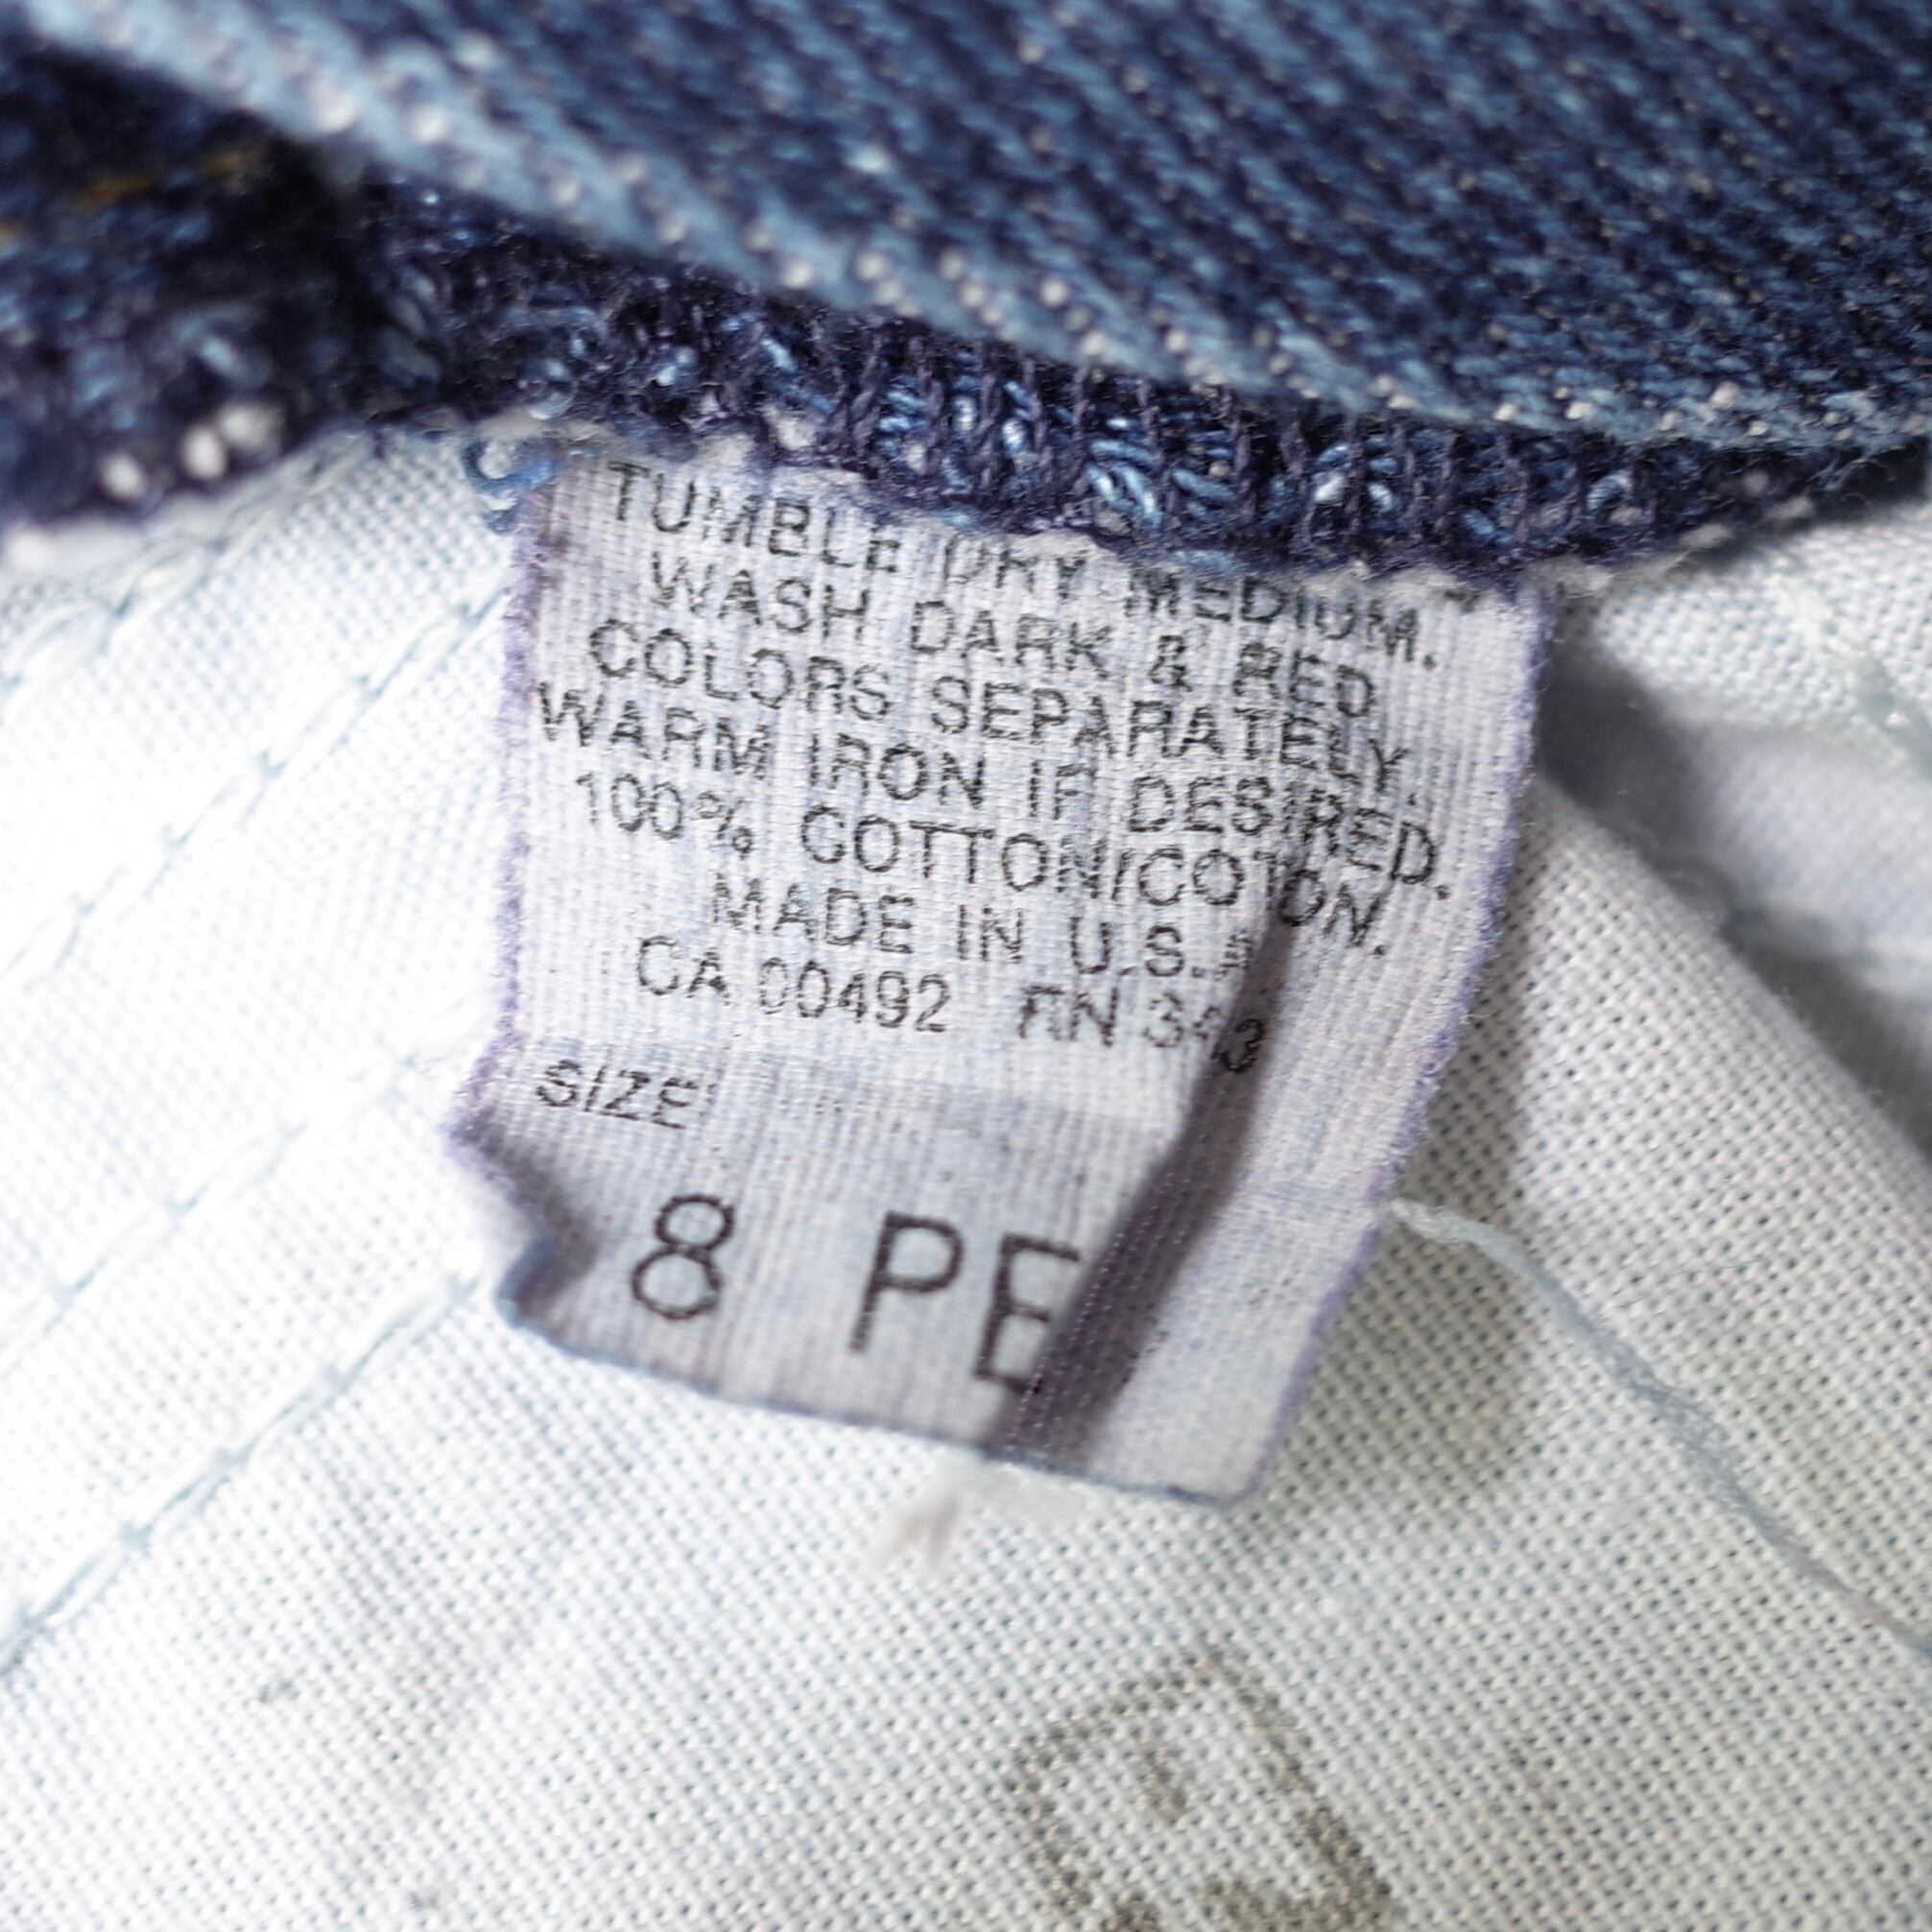 TUMBLE DRY MEDIUM.
WASH DARK & RED
COLORS SEPARATELY.
WARM IRON IF DESIRED.
100% COTTON/COTON.
MADE IN U.S.
CA 00492 RN
SIZE:
8 PE